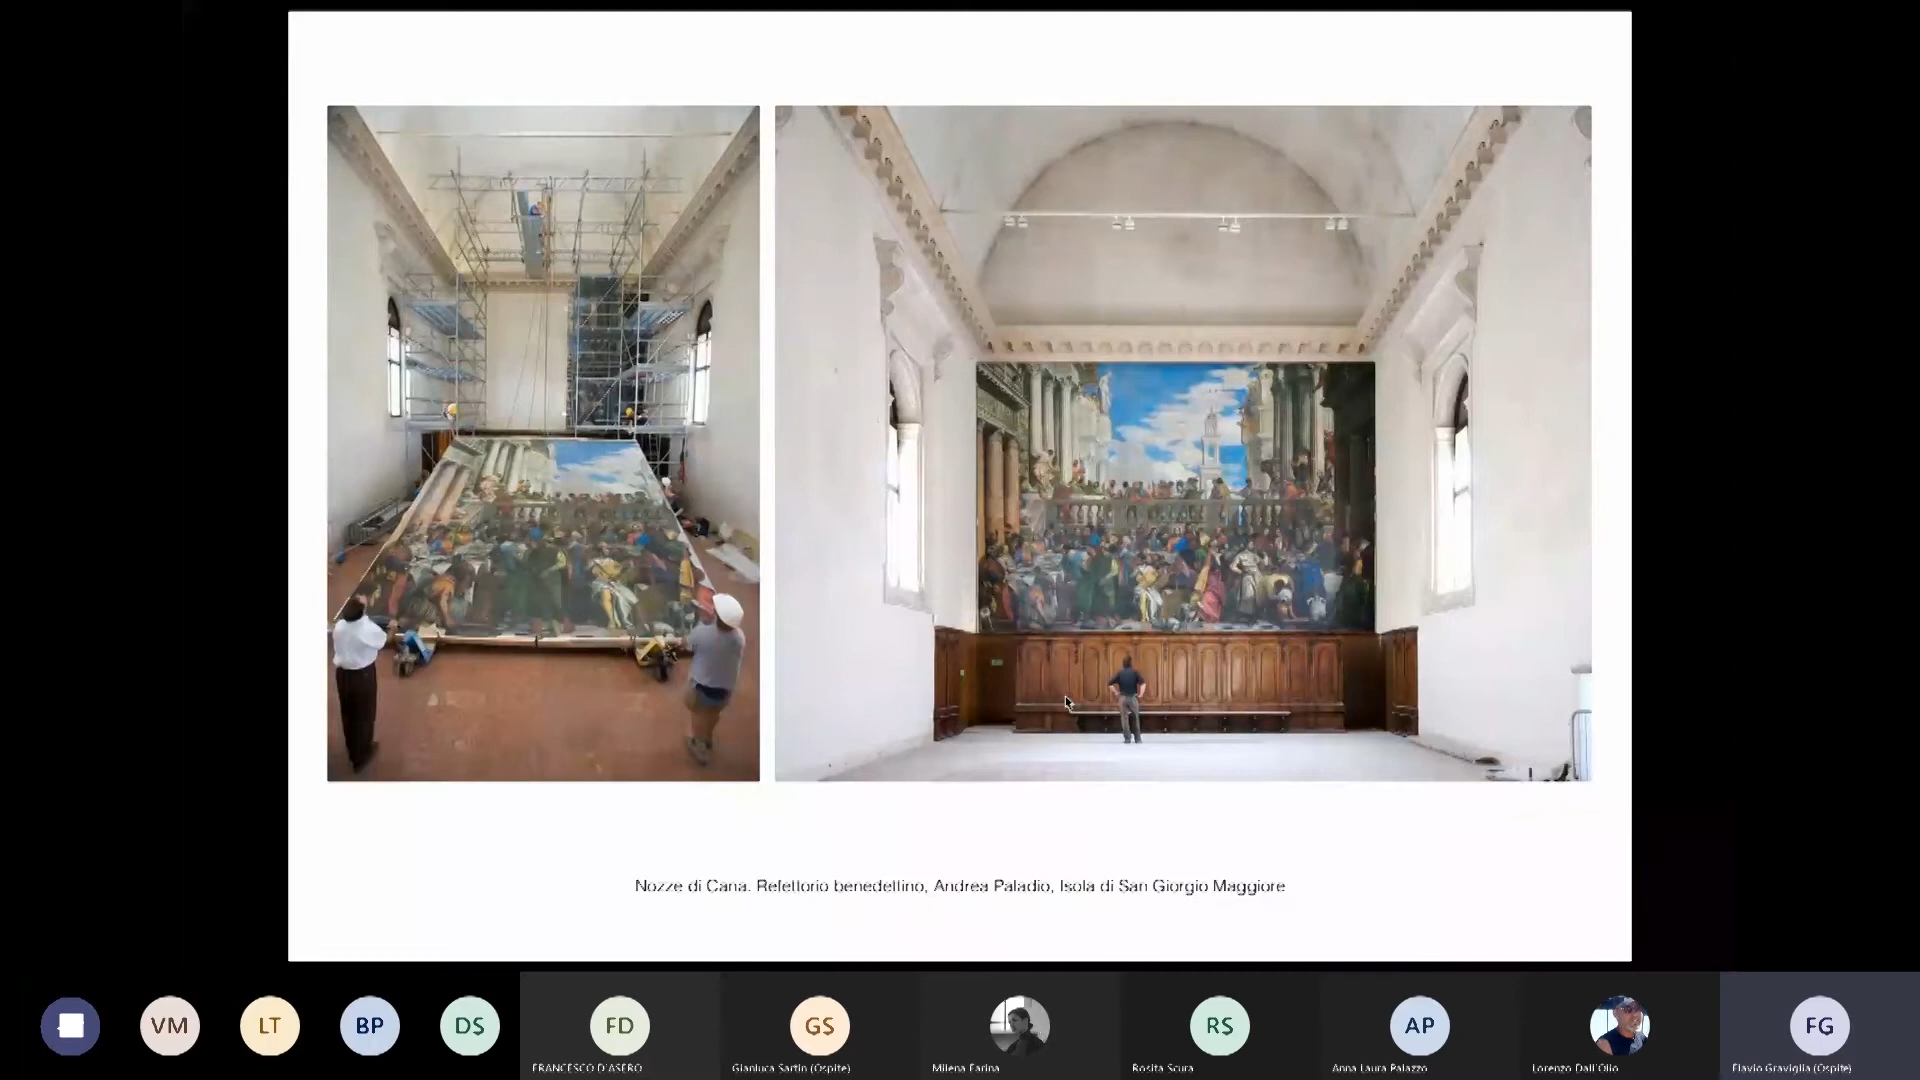 Nozze di Cana. Refettorio benedettino, Andrea Paladio, Isola di San Giorgio Maggiore
VM
LT
BP
DS
FD
GS
RS
AP
FG
FRANCESCO D'ASERO
Gianluca Sartin (Ospite)
Milena Farina
Rosita Scura
Anna Laura Palazzo
Lorenzo Dall'Olio
Flavio Graviglia (Ospite)